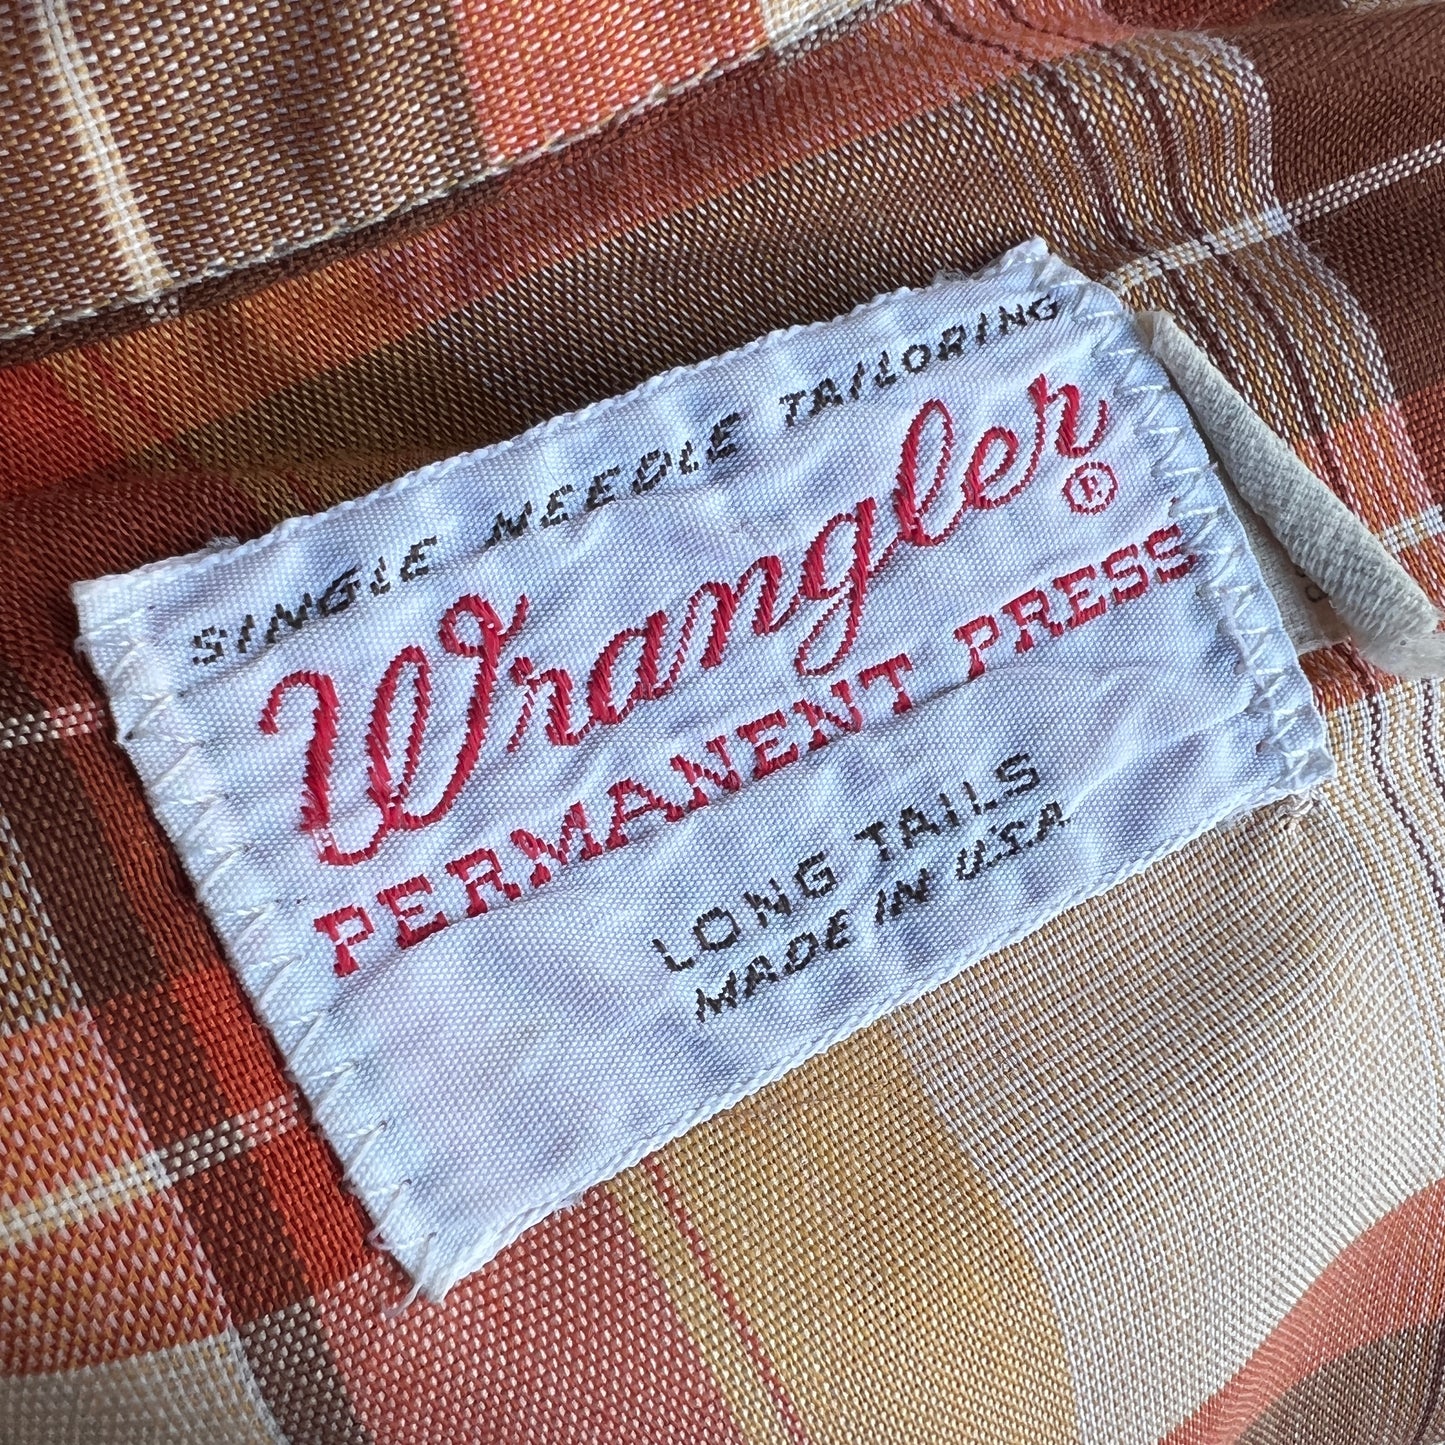 SINGLE NEEDLE TAILORING
Wrangler ®
PERMANENT PRESS
LONG TAILS
MADE IN U.S.A